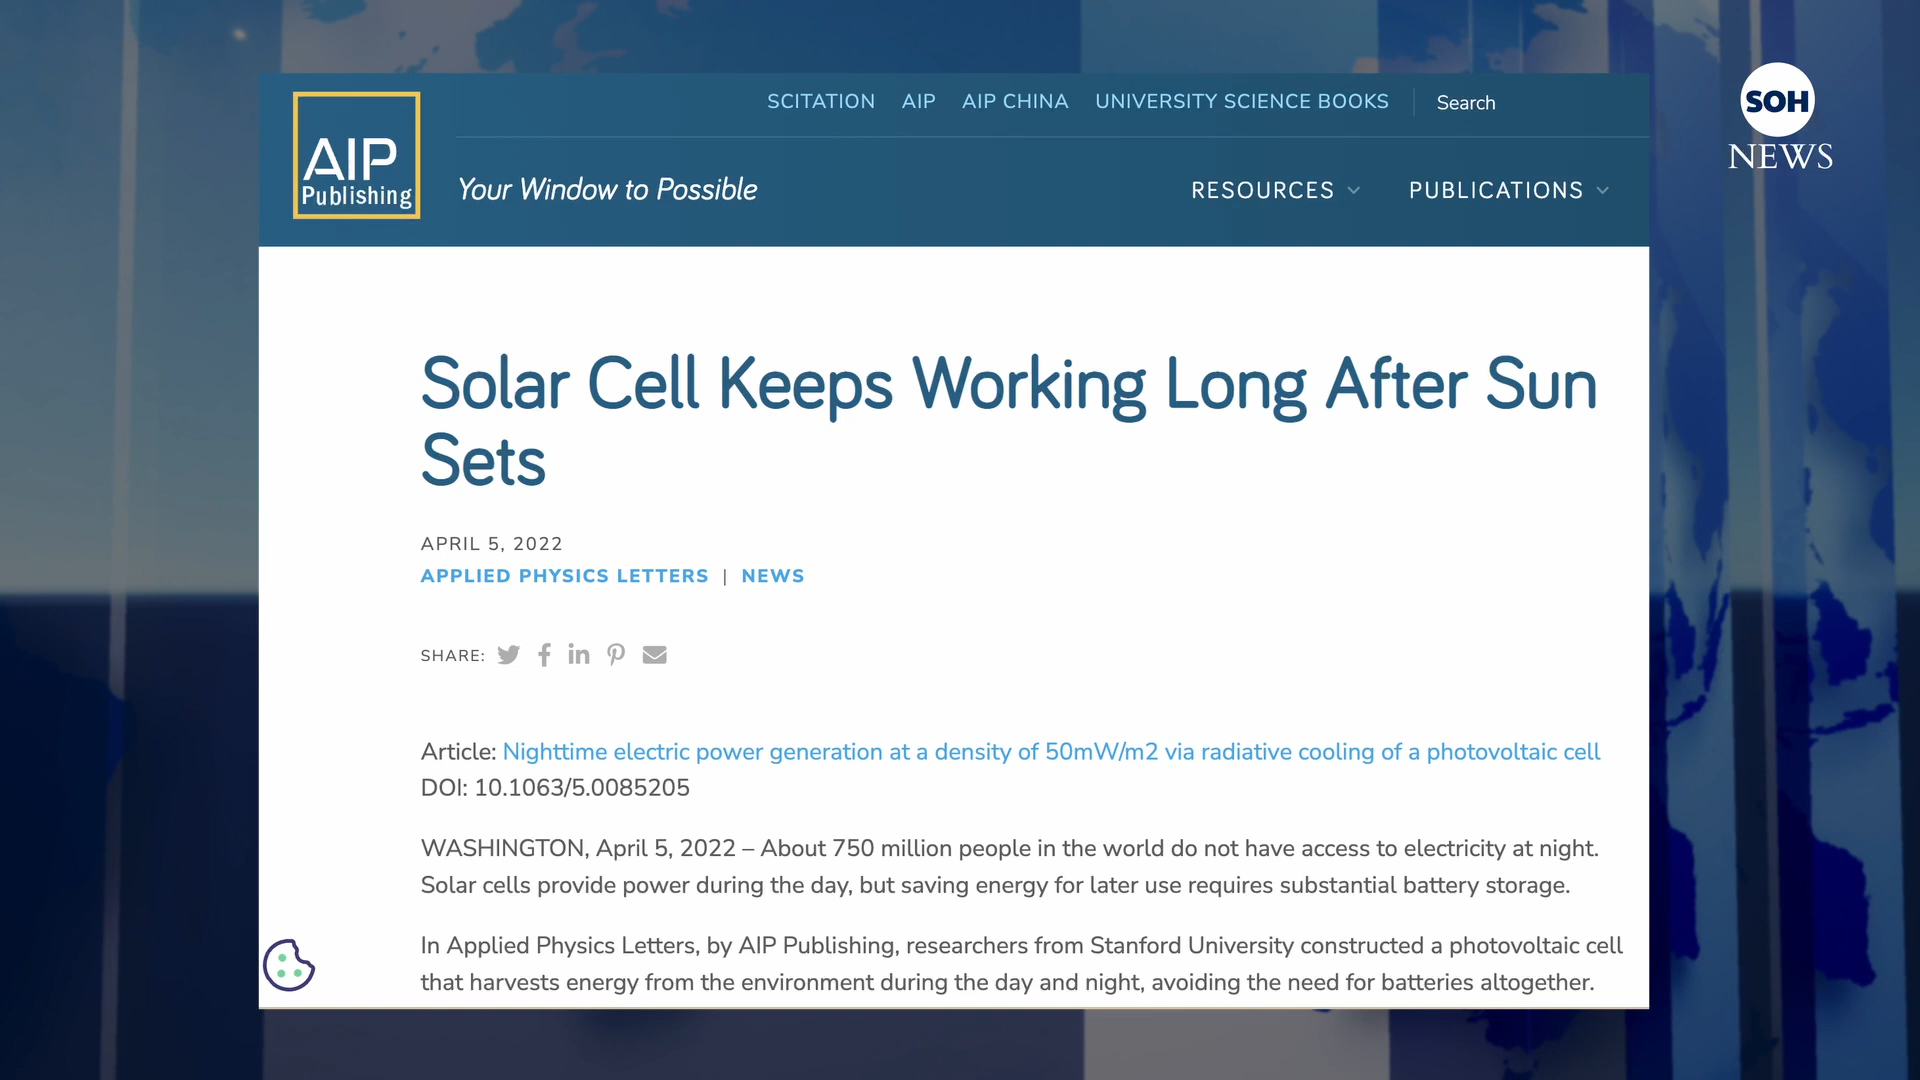 SCITATION AIP AIP CHINA UNIVERSITY SCIENCE BOOKS Search
AIP
Publishing
Your Window to Possible
RESOURCES PUBLICATIONS
SOH
NEWS
Solar Cell Keeps Working Long After Sun
Sets
APRIL 5, 2022
APPLIED PHYSICS LETTERS | NEWS
SHARE:
Article: Nighttime electric power generation at a density of 50mW/m2 via radiative cooling of a photovoltaic cell
DOI: 10.1063/5.0085205
WASHINGTON, April 5, 2022 – About 750 million people in the world do not have access to electricity at night.
Solar cells provide power during the day, but saving energy for later use requires substantial battery storage.
In Applied Physics Letters, by AIP Publishing, researchers from Stanford University constructed a photovoltaic cell
that harvests energy from the environment during the day and night, avoiding the need for batteries altogether.